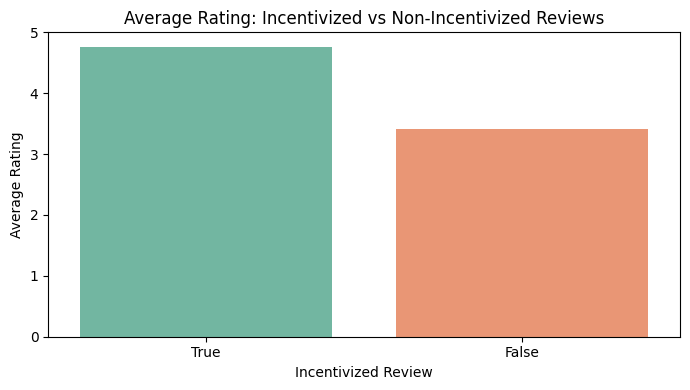 Average Rating: Incentivized vs Non-Incentivized Reviews
5
4
3
2
1
0
Average Rating
True
False
Incentivized Review